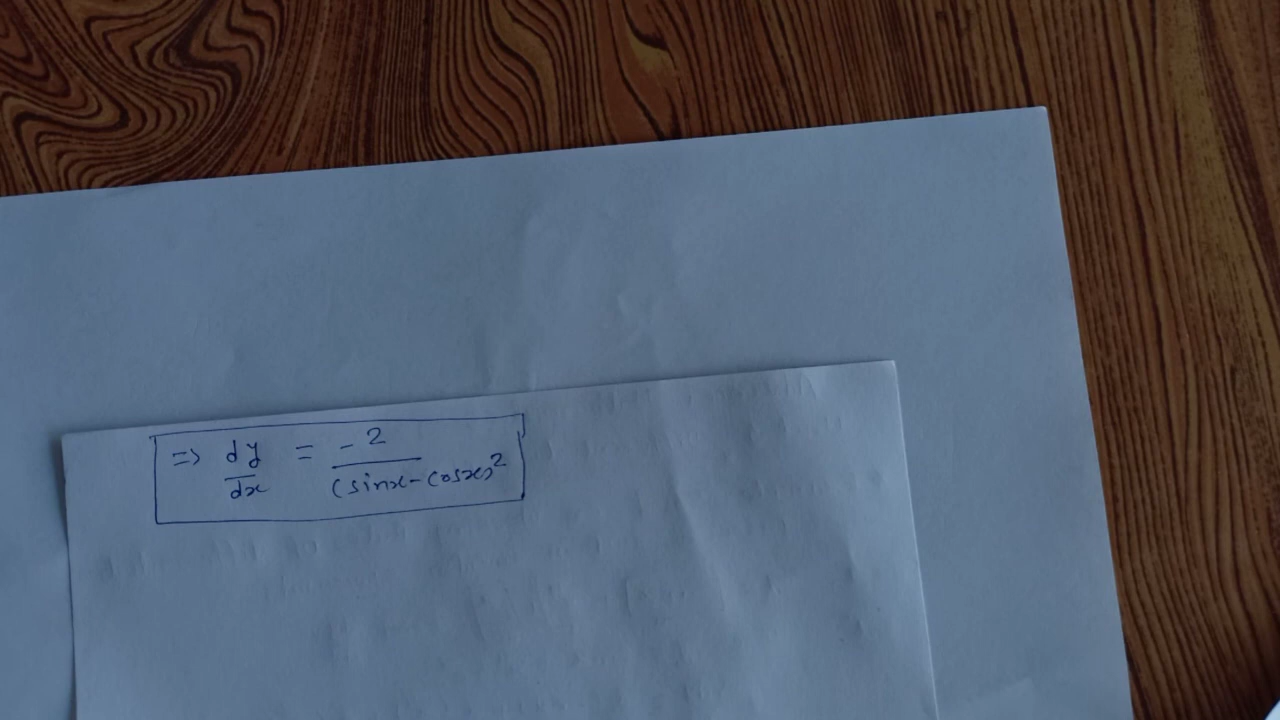 => dy/dx = -2/(sinx-cosx)²